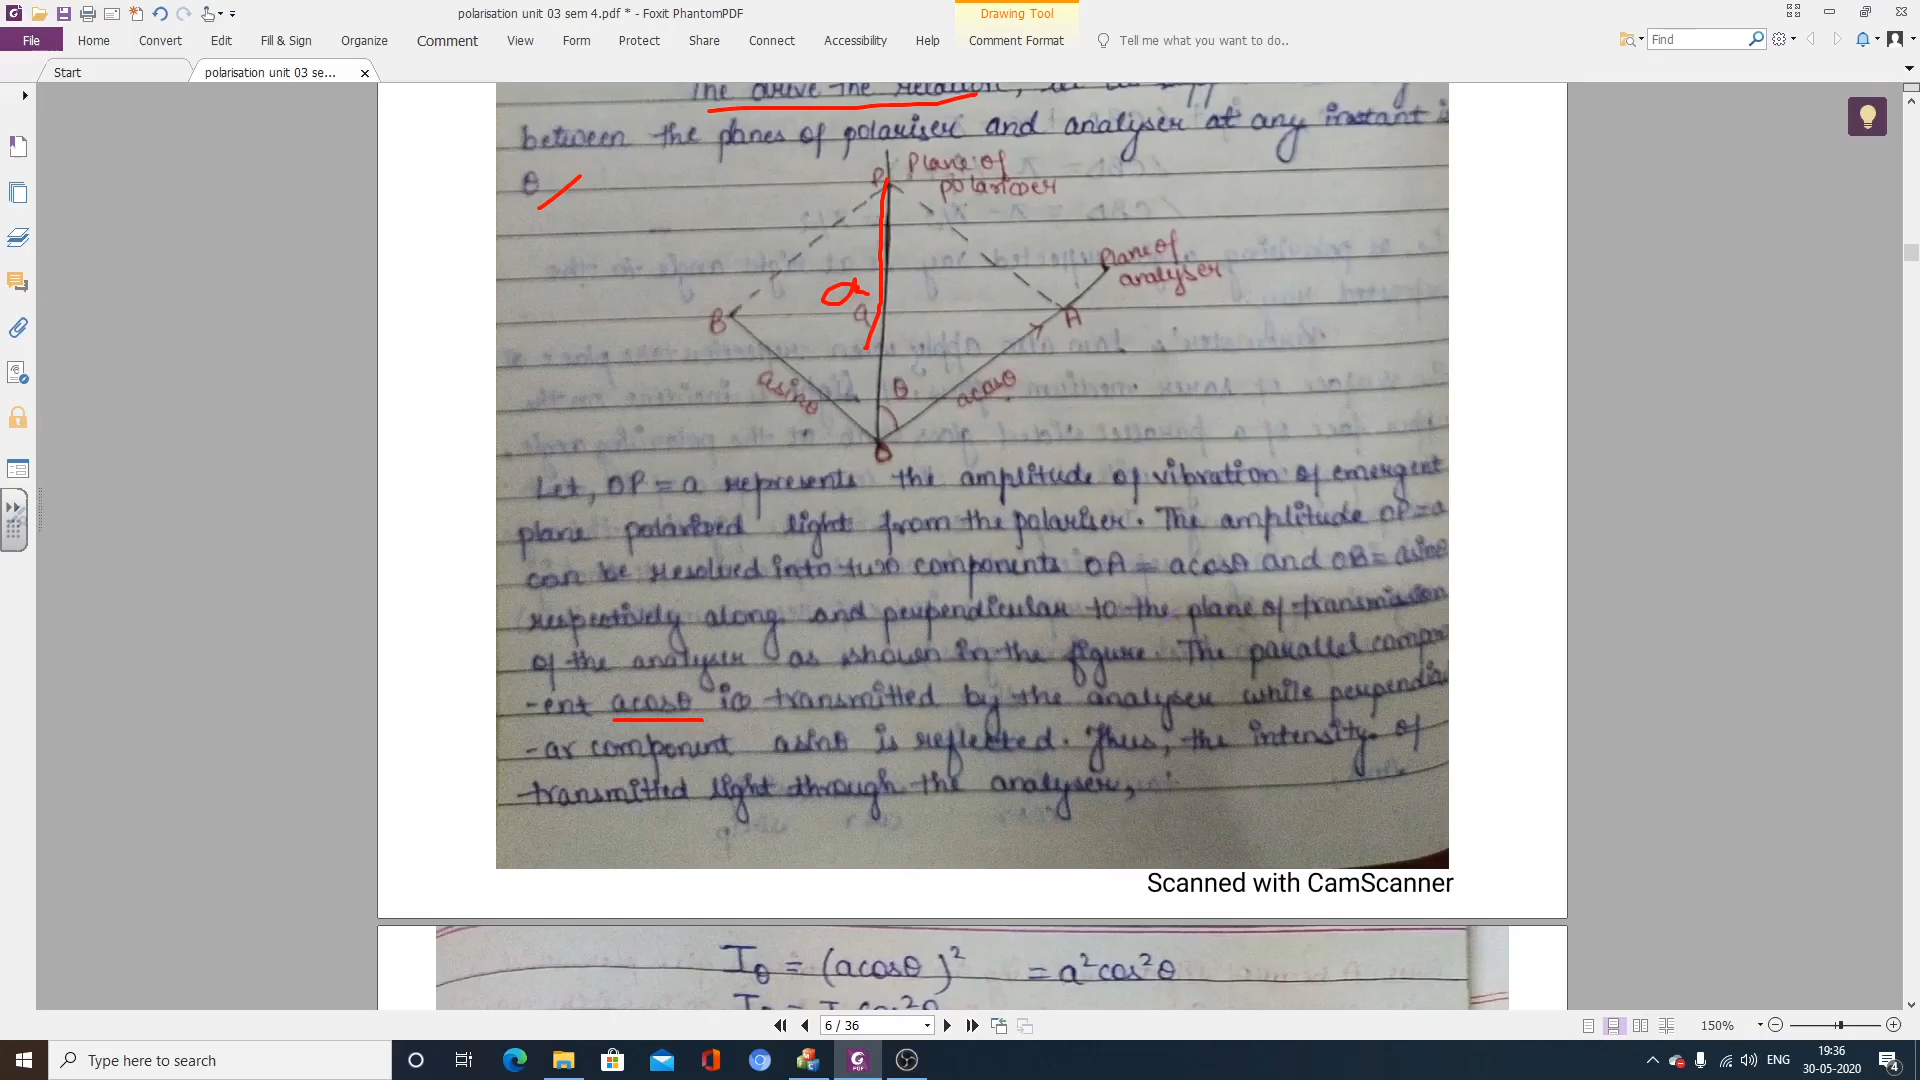 polarisation unit 03 sem 4.pdf * - Foxit PhantomPDF
Drawing Tool
File Home Convert Edit Fill & Sign Organize Comment View Form Protect Share Connect Accessibility Help Comment Format Tell me what you want to do.. Find
Start polarisation unit 03 se...
the relation,
between the planes of polariser and analyser at any instant is
θ
P Plane of
polariser
Plane of
analyser
a
a
B
A
asinθ
θ
acosθ
O
Let, OP = a represents the amplitude of vibration of emergent
plane polarized light from the polariser. The amplitude OP=a
can be resolved into two components OA = acosθ and OB = asinθ
respectively along and perpendicular to the plane of transmission
of the analyser as shown in the figure. The parallel compon
-ent acosθ is transmitted by the analyser while perpendicul
-ar component asinθ is reflected. Thus, the intensity of
transmitted light through the analyser,
Scanned with CamScanner
Iθ = (acosθ)² = a²cos²θ
6 / 36
150%
PDF
Type here to search
ENG
19:36
30-05-2020
4